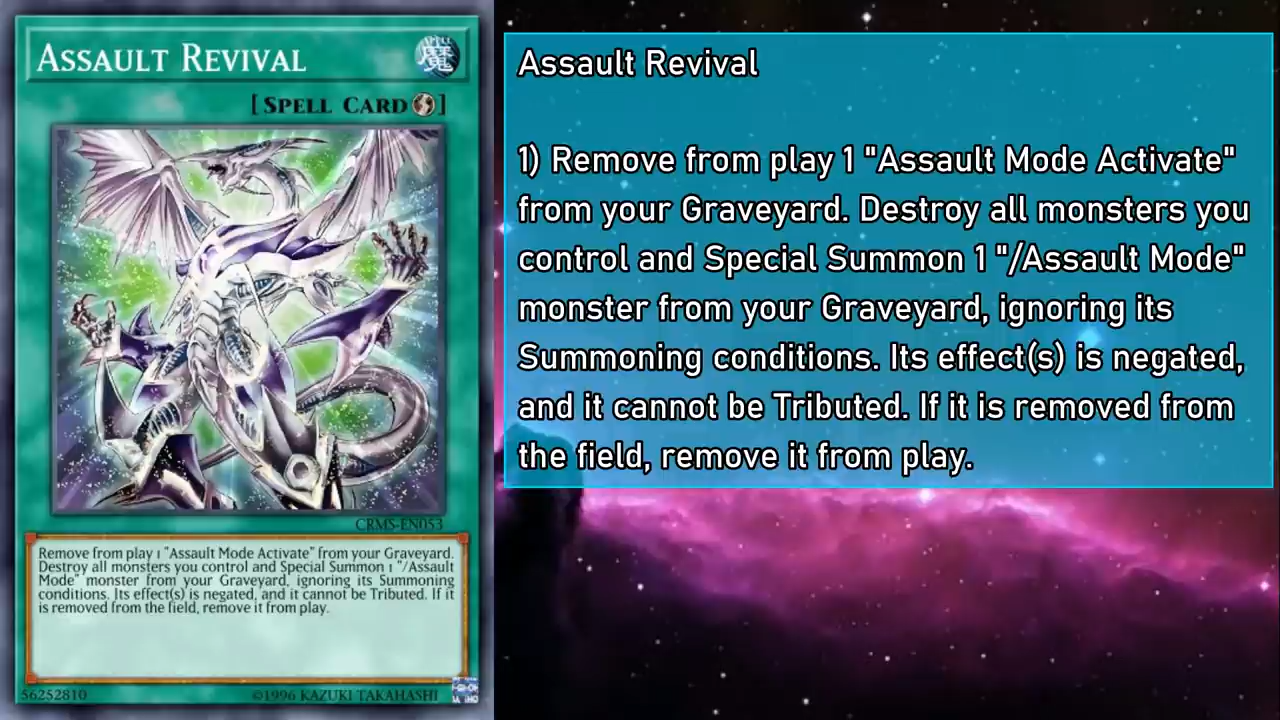 ASSAULT REVIVAL
魔
[SPELL CARD]
CRMS-EN053
Remove from play 1 "Assault Mode Activate" from your Graveyard.
Destroy all monsters you control and Special Summon 1 "/Assault
Mode" monster from your Graveyard, ignoring its Summoning
conditions. Its effect(s) is negated, and it cannot be Tributed. If it
is removed from the field, remove it from play.
56252810
©1996 KAZUKI TAKAHASHI
Assault Revival
1) Remove from play 1 "Assault Mode Activate"
from your Graveyard. Destroy all monsters you
control and Special Summon 1 "/Assault Mode"
monster from your Graveyard, ignoring its
Summoning conditions. Its effect(s) is negated,
and it cannot be Tributed. If it is removed from
the field, remove it from play.